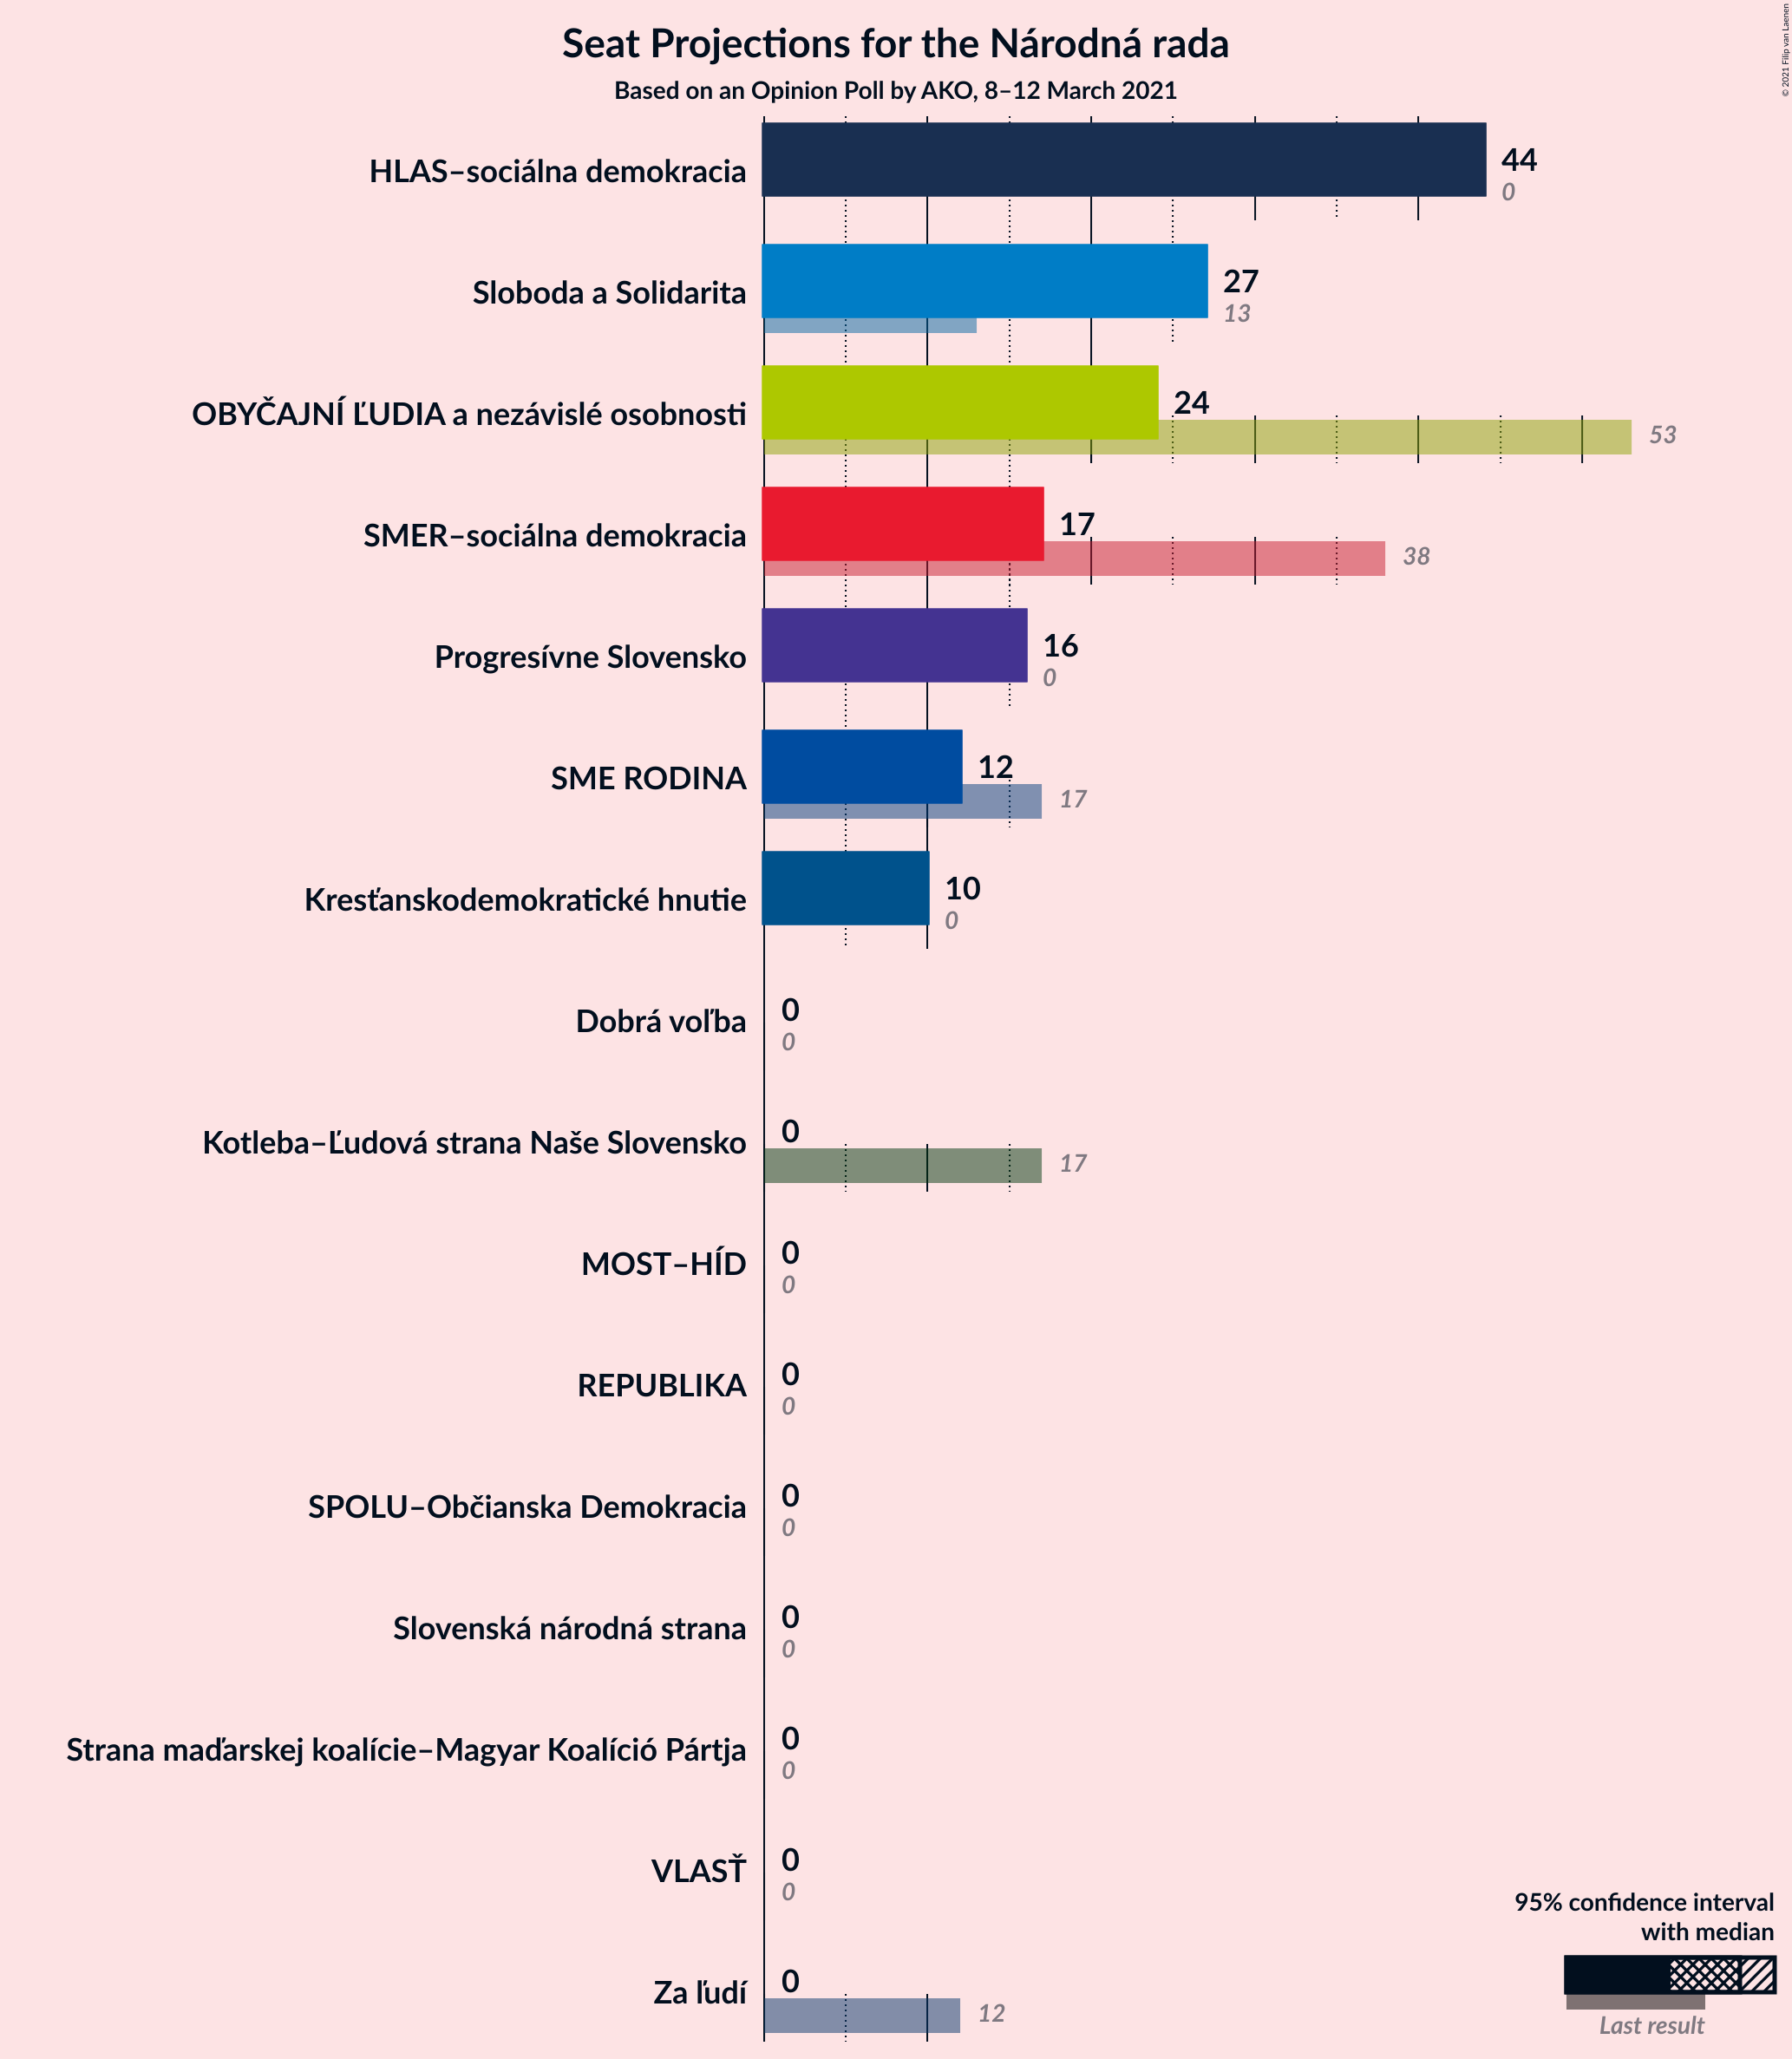 Seat Projections for the Národná rada
Based on an Opinion Poll by AKO, 8–12 March 2021
© 2021 Filip van Laenen
HLAS–sociálna demokracia
44
0
Sloboda a Solidarita
27
13
OBYČAJNÍ ĽUDIA a nezávislé osobnosti
24
53
SMER–sociálna demokracia
17
38
Progresívne Slovensko
16
0
SME RODINA
12
17
Kresťanskodemokratické hnutie
10
0
Dobrá voľba
0
0
Kotleba–Ľudová strana Naše Slovensko
0
17
MOST–HÍD
0
0
REPUBLIKA
0
0
SPOLU–Občianska Demokracia
0
0
Slovenská národná strana
0
0
Strana maďarskej koalície–Magyar Koalíció Pártja
0
0
VLASŤ
0
0
Za ľudí
0
12
95% confidence interval
with median
Last result